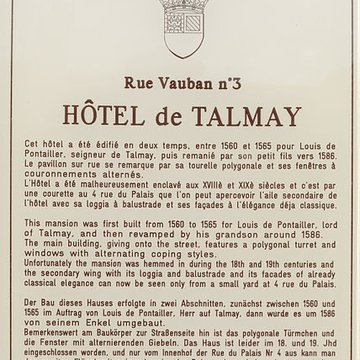 Rue Vauban n°3
HÔTEL de TALMAY
Cet hôtel a été édifié en deux temps, entre 1560 et 1565 pour Louis de
Pontailler, seigneur de Talmay, puis remanié par son petit fils vers 1586.
Le pavillon sur rue se remarque par sa tourelle polygonale et ses fenêtres à
couronnements alternés.
L'Hôtel a été malheureusement enclavé aux XVIIIè et XIXè siècles et c'est par
une courette au 4 rue du Palais que l'on peut apercevoir l'aile secondaire de
l'hôtel avec sa loggia à balustrade et ses façades à l'élégance déja classique.
This mansion was first built from 1560 to 1565 for Louis de Pontailler, lord
of Talmay, and then revamped by his grandson around 1586.
The main building, giving onto the street, features a polygonal turret and
windows with alternating coping styles.
Unfortunately the mansion was hemmed in during the 18th and 19th centuries and
the secondary wing with its loggia and balustrade and its facades of already
classical elegance can now be seen only from a small yard at 4 rue du Palais.
Der Bau dieses Hauses erfolgte in zwei Abschnitten, zunächst zwischen 1560 und
1565 im Auftrag von Louis de Pontailler, Herr auf Talmay, dann wurde es um 1586
von seinem Enkel umgebaut.
Bemerkenswert am Baukörper zur Straßenseite hin ist das polygonale Türmchen und
die Fenster mit alternierenden Giebeln. Das Haus ist leider im 18. und 19. Jhd
eingeschlossen worden, und nur vom Innenhof der Rue du Palais Nr 4 aus kann man